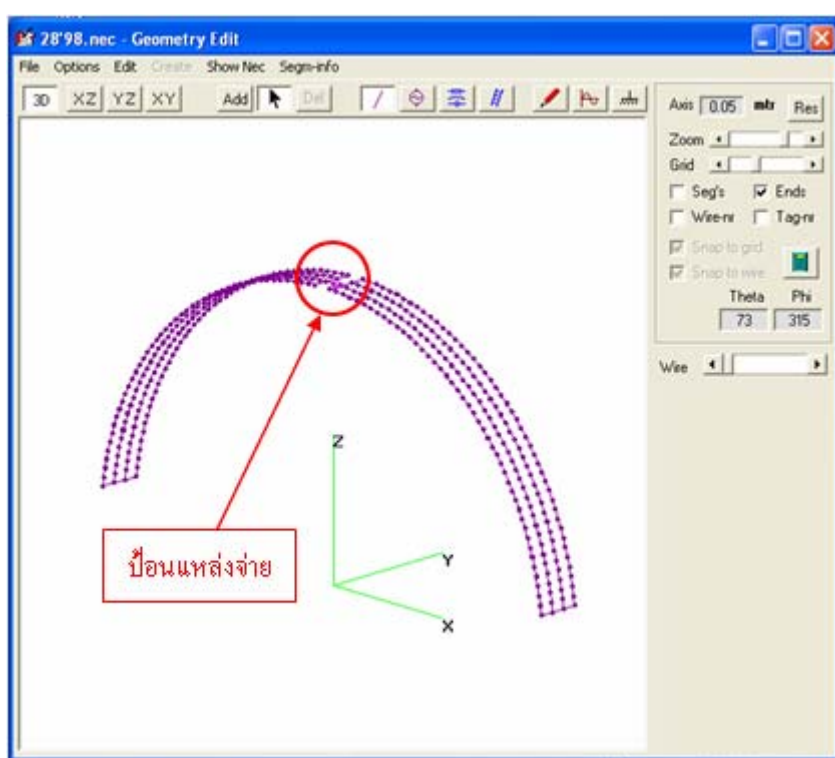 28'98.nec - Geometry Edit
File Options Edit Create Show Nec Segm-info
3D XZ YZ XY Add Del
Axis 0.05 mtr Res
Zoom
Grid
Seg's Ends
Wire-nr Tag-nr
Snap to grid
Snap to wire
Theta Phi
73 315
Wire
Z
ป้อนแหล่งจ่าย
Y
X